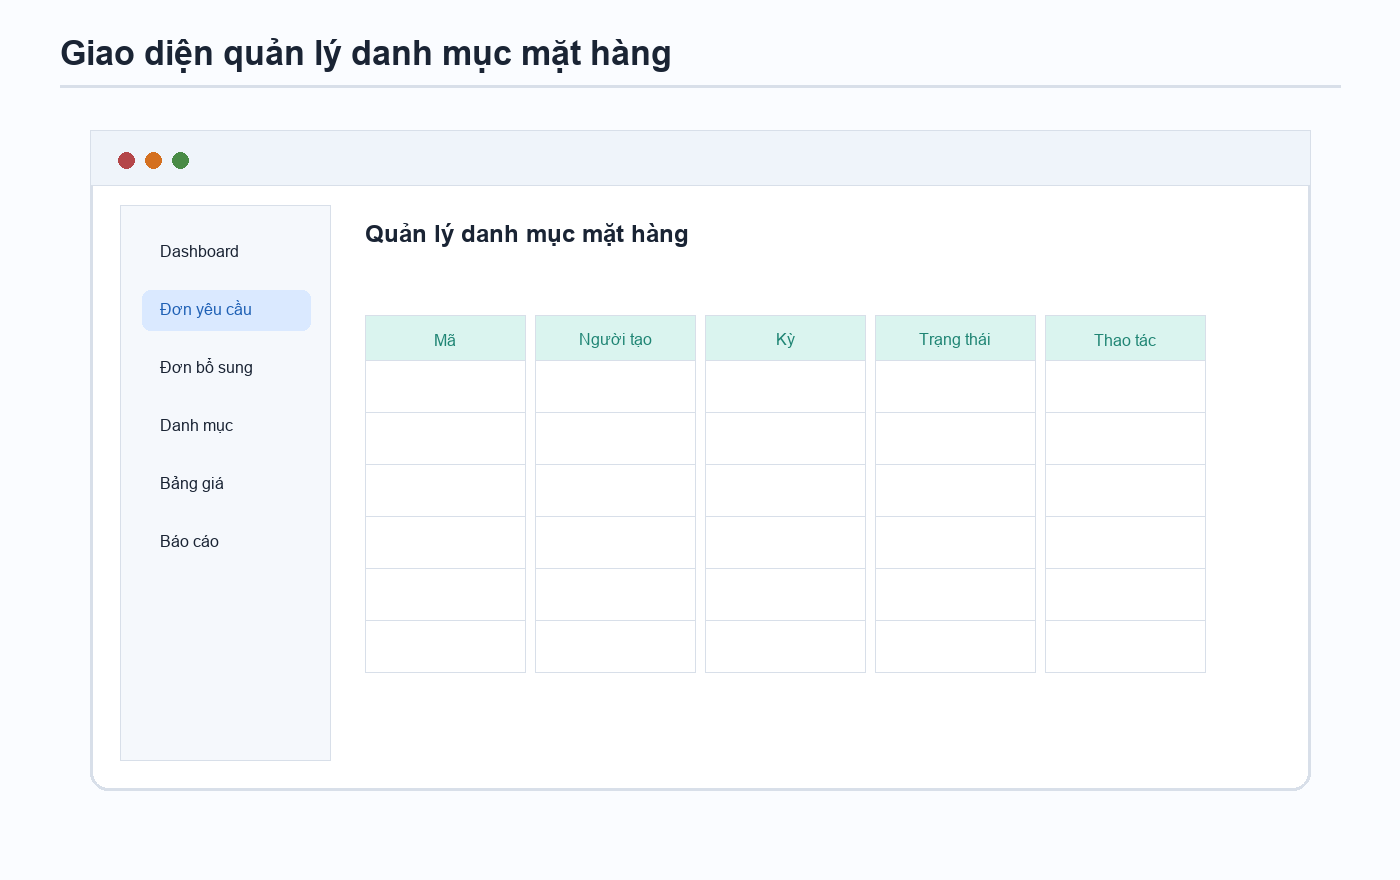 Giao diện quản lý danh mục mặt hàng
Dashboard
Đơn yêu cầu
Đơn bổ sung
Danh mục
Bảng giá
Báo cáo
Quản lý danh mục mặt hàng
Mã Người tạo Kỳ Trạng thái Thao tác